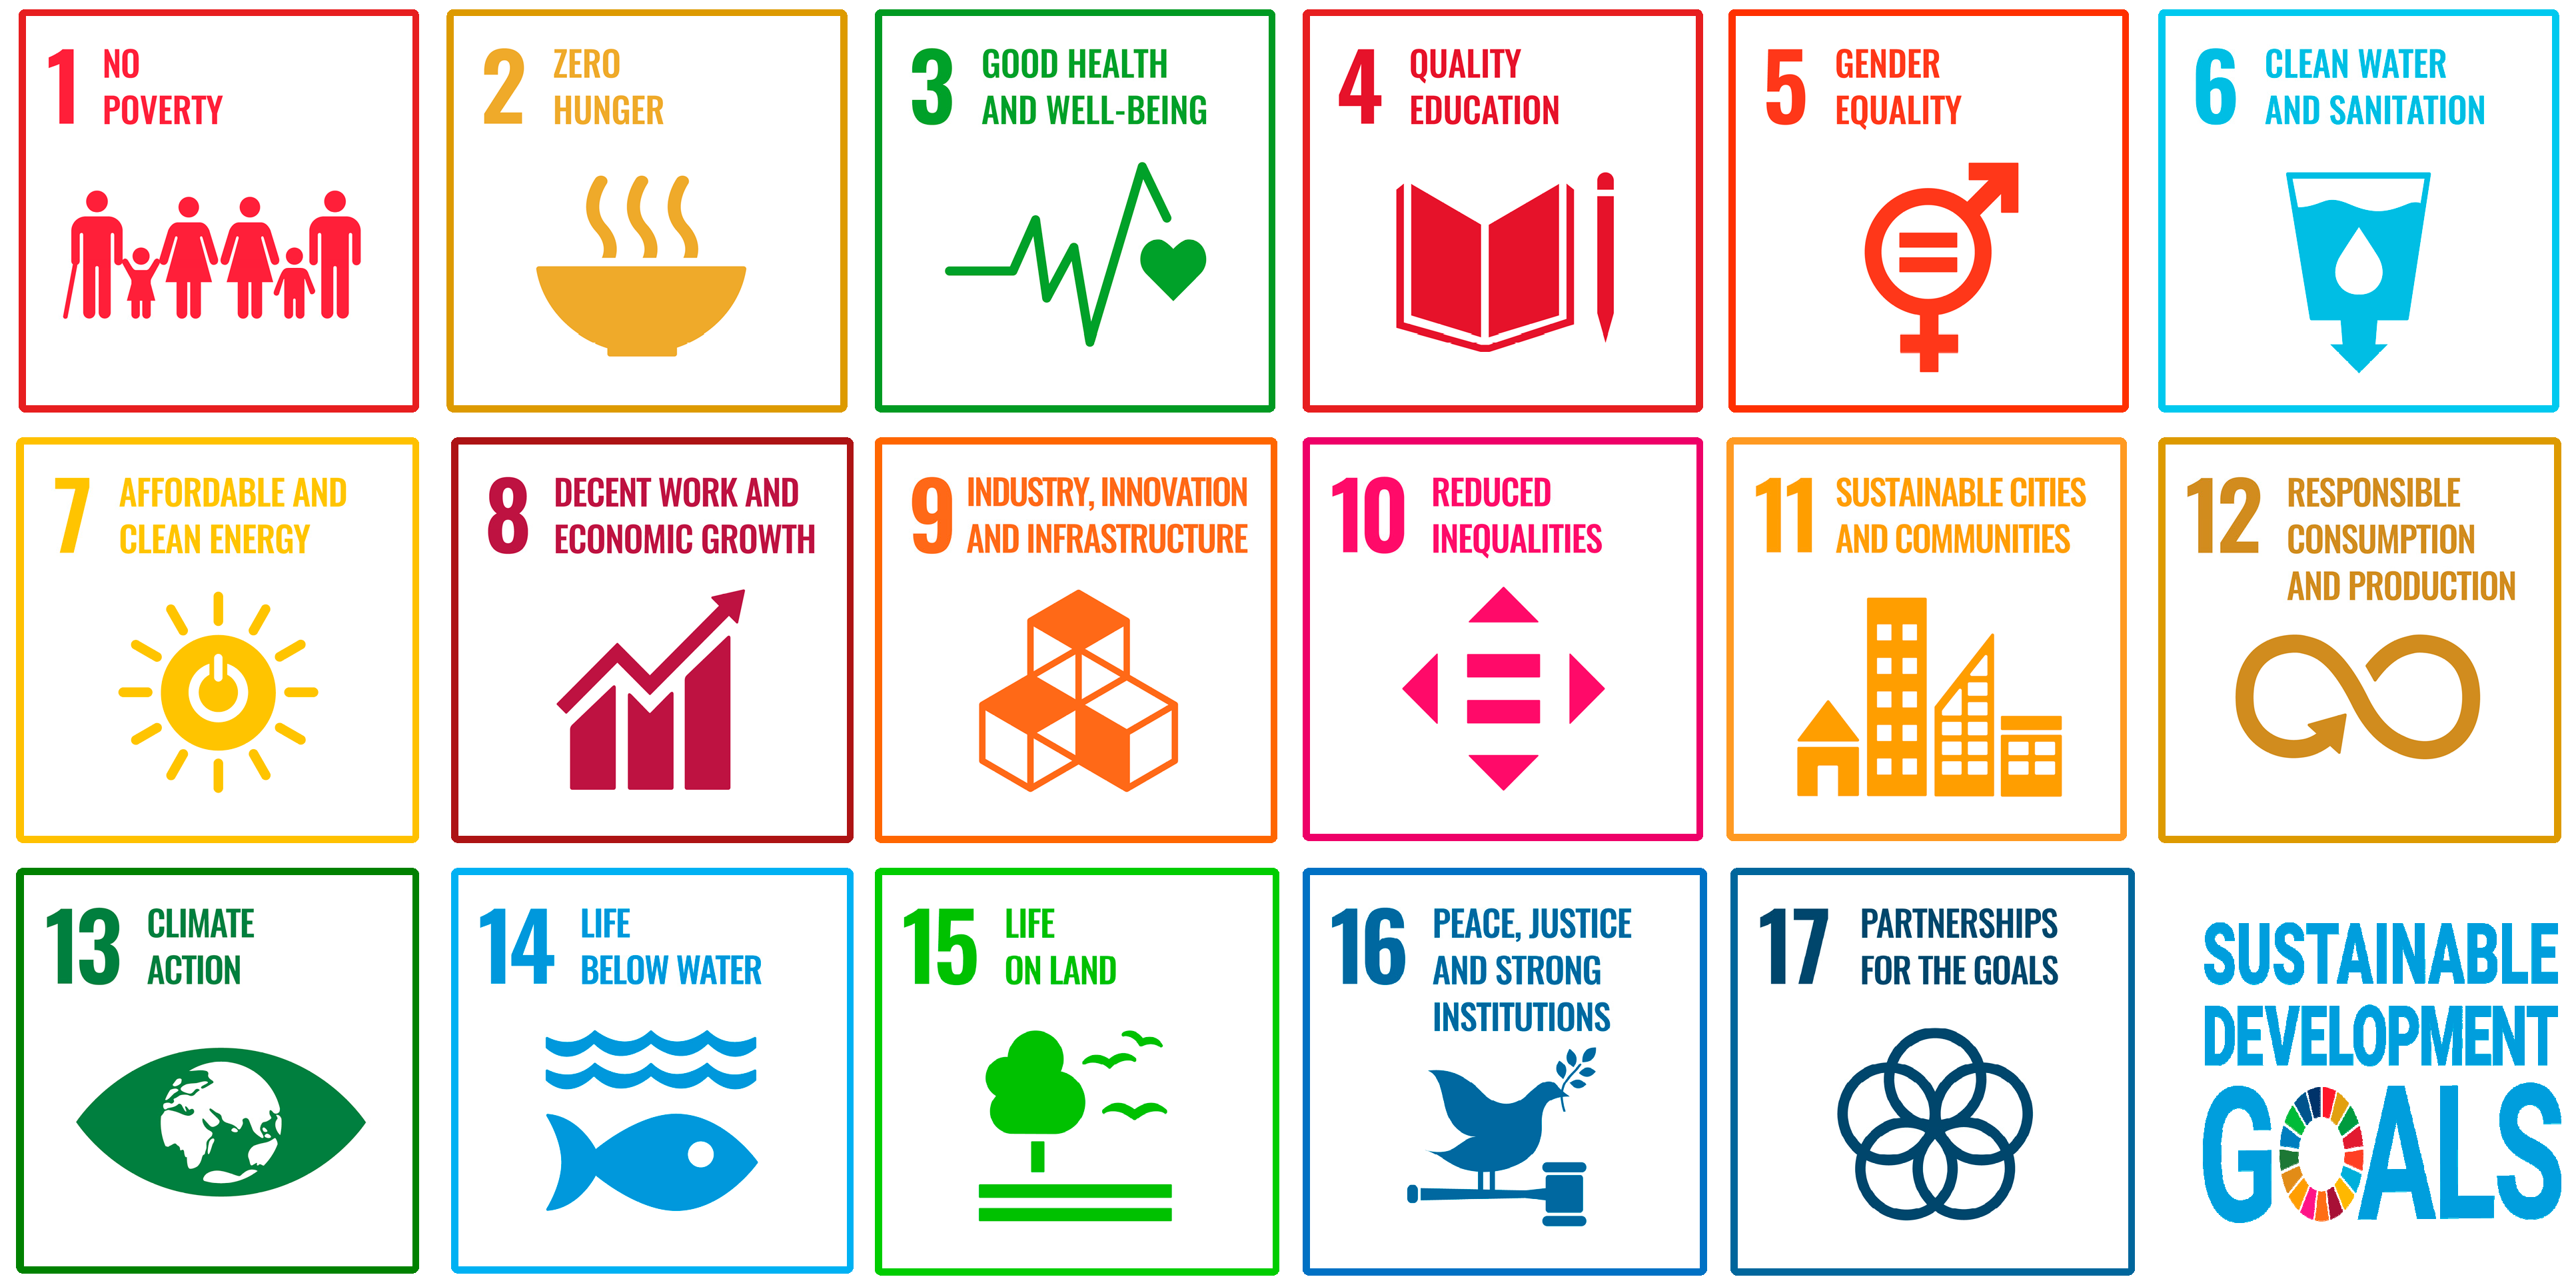 1 NO
POVERTY
2 ZERO
HUNGER
3 GOOD HEALTH
AND WELL-BEING
4 QUALITY
EDUCATION
5 GENDER
EQUALITY
6 CLEAN WATER
AND SANITATION
7 AFFORDABLE AND
CLEAN ENERGY
8 DECENT WORK AND
ECONOMIC GROWTH
9 INDUSTRY, INNOVATION
AND INFRASTRUCTURE
10 REDUCED
INEQUALITIES
11 SUSTAINABLE CITIES
AND COMMUNITIES
12 RESPONSIBLE
CONSUMPTION
AND PRODUCTION
13 CLIMATE
ACTION
14 LIFE
BELOW WATER
15 LIFE
ON LAND
16 PEACE, JUSTICE
AND STRONG
INSTITUTIONS
17 PARTNERSHIPS
FOR THE GOALS
SUSTAINABLE
DEVELOPMENT
GOALS